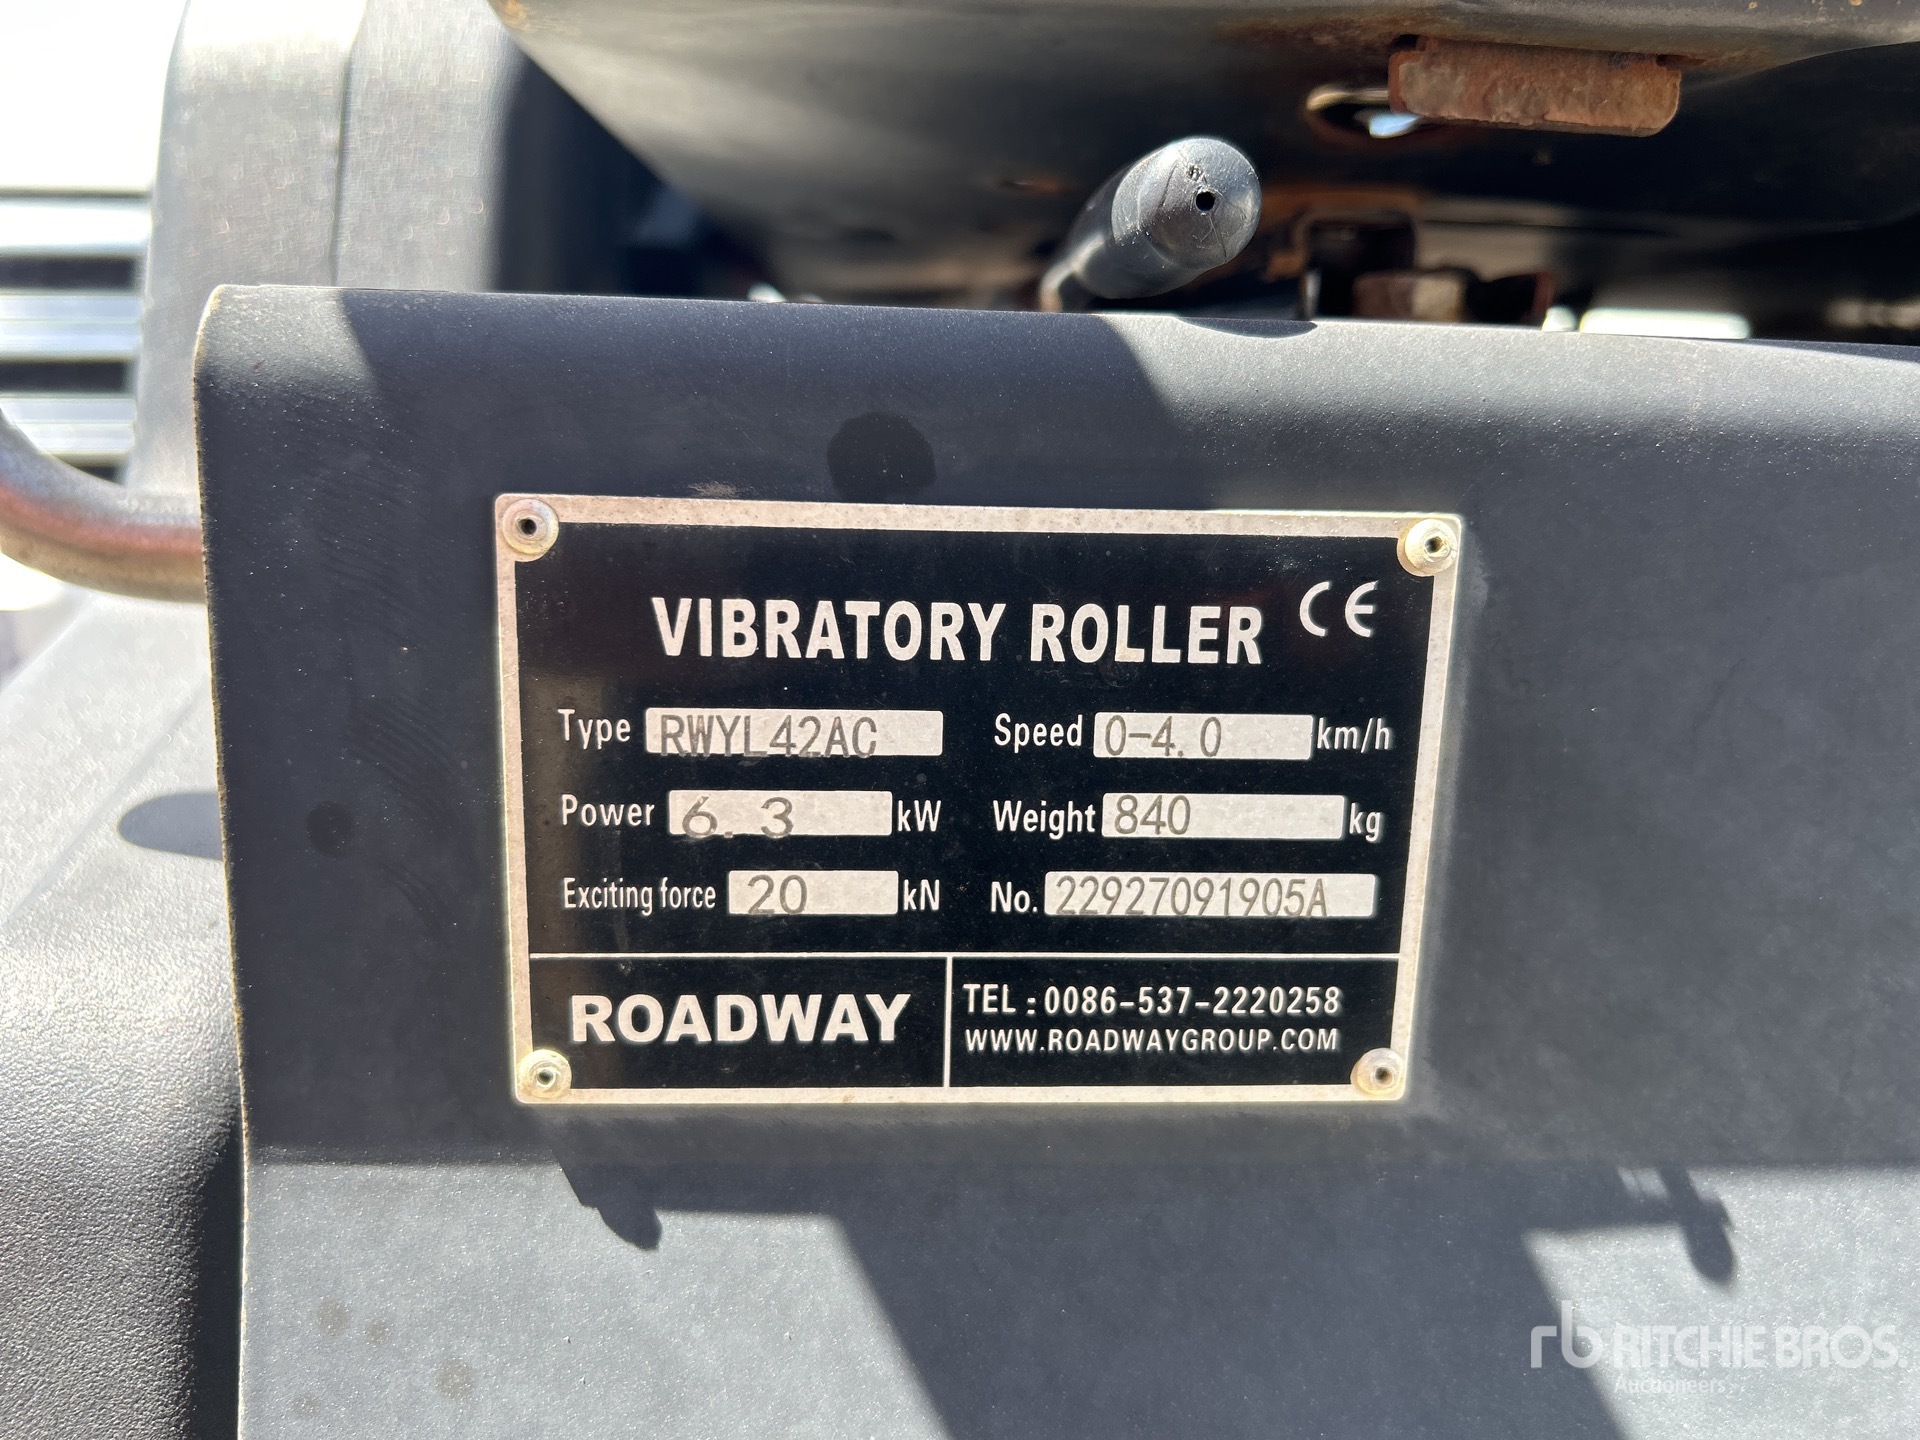 VIBRATORY ROLLER CE
Type RWYL42AC Speed 0-4.0 km/h
Power 6.3 kW Weight 840 kg
Exciting force 20 kN No. 22927091905A
ROADWAY
TEL:0086-537-2220258
WWW.ROADWAYGROUP.COM
rb RITCHIE BROS.
Auctioneers